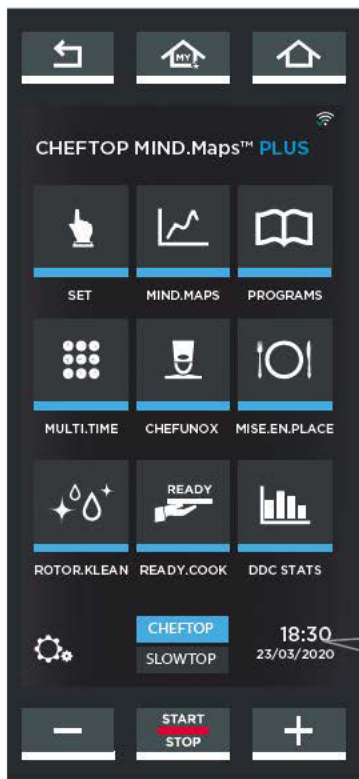 MY
CHEFTOP MIND.Maps™ PLUS
SET MIND.MAPS PROGRAMS
MULTI.TIME CHEFUNOX MISE.EN.PLACE
READY
ROTOR.KLEAN READY.COOK DDC STATS
CHEFTOP 18:30
SLOWTOP 23/03/2020
START
STOP